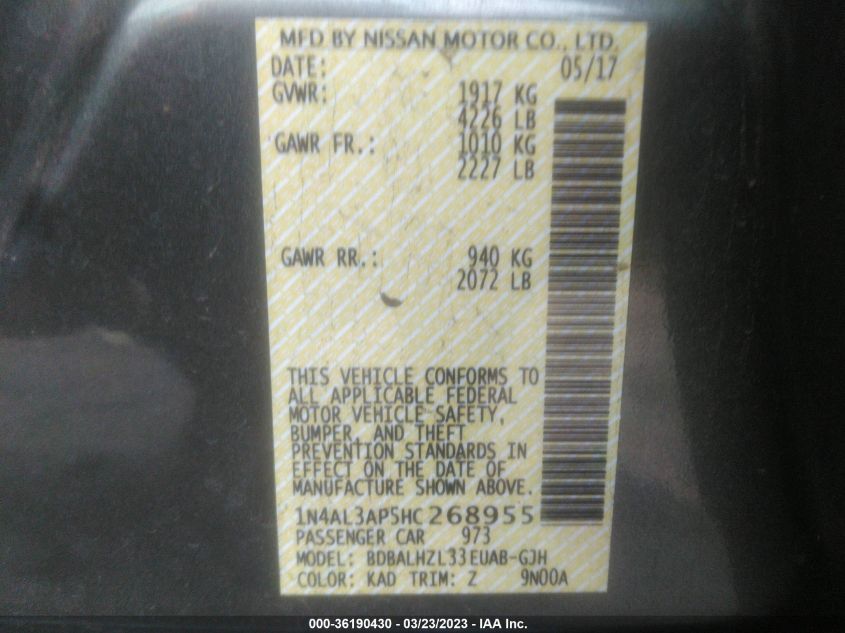 MFD BY NISSAN MOTOR CO., LTD.
DATE: 05/17
GVWR: 1917 KG
4226 LB
GAWR FR.: 1010 KG
2227 LB
GAWR RR.: 940 KG
2072 LB
THIS VEHICLE CONFORMS TO
ALL APPLICABLE FEDERAL
MOTOR VEHICLE SAFETY,
BUMPER, AND THEFT
PREVENTION STANDARDS IN
EFFECT ON THE DATE OF
MANUFACTURE SHOWN ABOVE.
1N4AL3AP5HC268955
PASSENGER CAR 973
MODEL: BDBALHZL33EUAB-GJH
COLOR: KAD TRIM: Z 9N00A
000-36190430 - 03/23/2023 - IAA Inc.